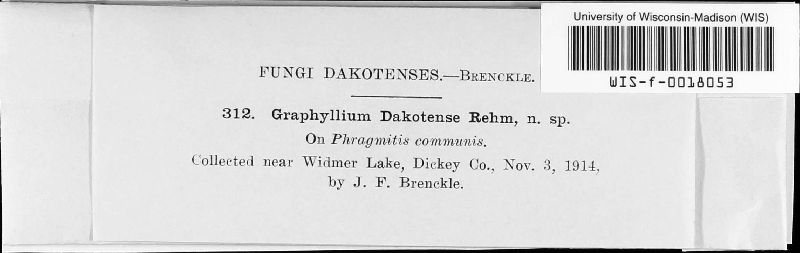 University of Wisconsin-Madison (WIS)
WIS-f-0018053
FUNGI DAKOTENSES.—BRENCKLE.
312. Graphyllium Dakotense Rehm, n. sp.
On Phragmitis communis.
Collected near Widmer Lake, Dickey Co., Nov. 3, 1914,
by J. F. Brenckle.